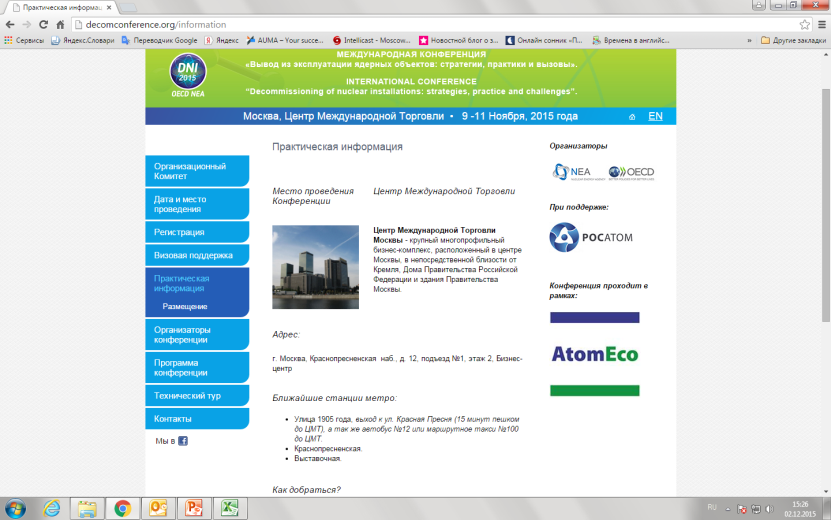 Практическая информаци
decomconference.org/information
Сервисы
Яндекс.Словари
Переводчик Google
Яндекс
AUMA – Your succe...
Intellicast - Moscow...
Новостной блог о з...
Онлайн сонник «П...
Времена в английс...
»
Другие закладки
DNI
2015
OECD NEA
МЕЖДУНАРОДНАЯ КОНФЕРЕНЦИЯ
«Вывод из эксплуатации ядерных объектов: стратегии, практики и вызовы».
INTERNATIONAL CONFERENCE
“Decommissioning of nuclear installations: strategies, practice and challenges”.
Москва, Центр Международной Торговли • 9 -11 Ноября, 2015 года
EN
Организационный
Комитет
Дата и место
проведения
Регистрация
Визовая поддержка
Практическая
информация
Размещение
Организаторы
конференции
Программа
конференции
Технический тур
Контакты
Мы в
Практическая информация
Место проведения
Конференции
Центр Международной Торговли
Центр Международной Торговли
Москвы - крупный многопрофильный
бизнес-комплекс, расположенный в центре
Москвы, в непосредственной близости от
Кремля, Дома Правительства Российской
Федерации и здания Правительства
Москвы.
Адрес:
г. Москва, Краснопресненская наб., д. 12, подъезд №1, этаж 2, Бизнес-
центр
Ближайшие станции метро:
• Улица 1905 года, выход к ул. Красная Пресня (15 минут пешком
до ЦМТ), а так же автобус №12 или маршрутное такси №100
до ЦМТ.
• Краснопресненская.
• Выставочная.
Как добраться?
Организаторы
NEA
OECD
При поддержке:
РОСАТОМ
Конференция проходит в
рамках:
AtomEco
RU
15:26
02.12.2015